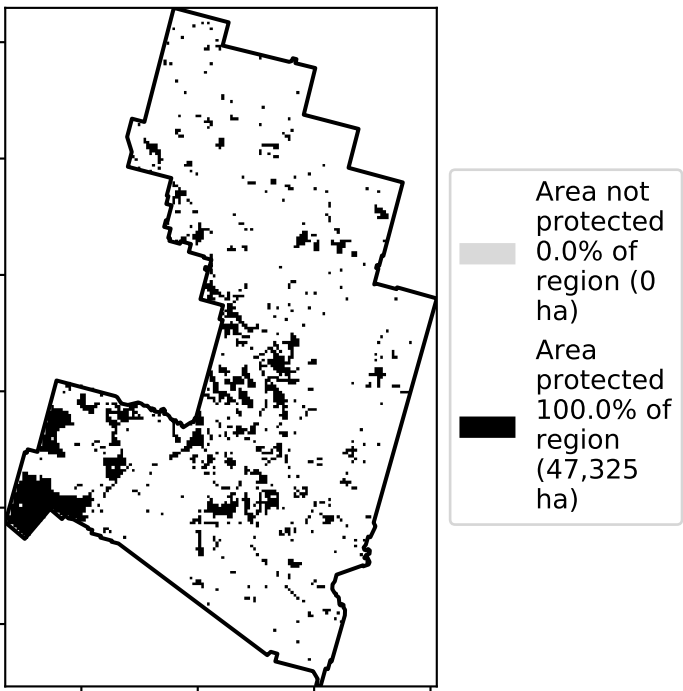 Area not
protected
0.0% of
region (0
ha)
Area
protected
100.0% of
region
(47,325
ha)